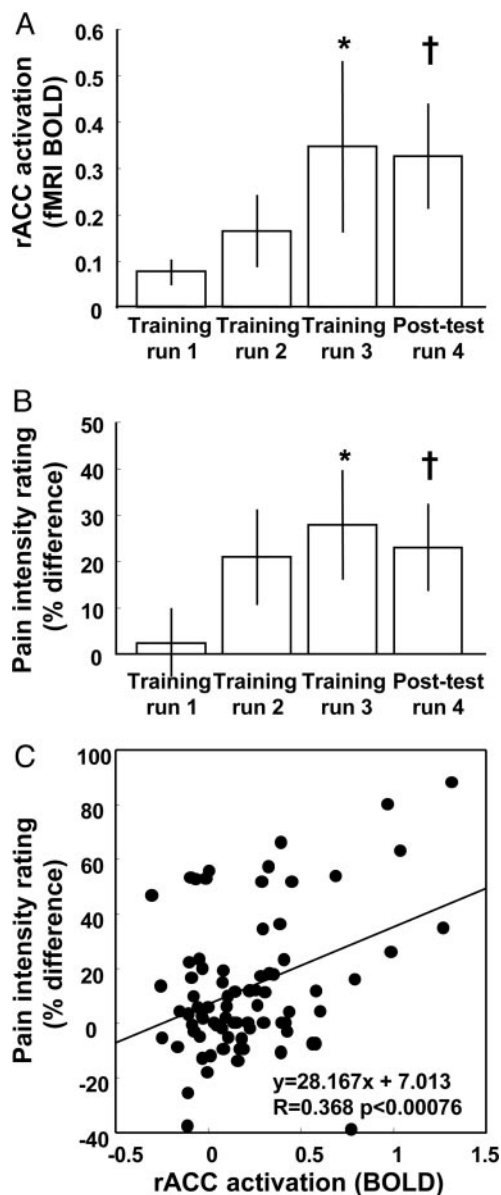 A
rACC activation
(fMRI BOLD)
0.6
0.5
0.4
0.3
0.2
0.1
0
*
†
Training run 1
Training run 2
Training run 3
Post-test run 4
B
Pain intensity rating
(% difference)
50
40
30
20
10
0
*
†
Training run 1
Training run 2
Training run 3
Post-test run 4
C
Pain intensity rating
(% difference)
100
80
60
40
20
0
-20
-40
y=28.167x + 7.013
R=0.368 p<0.00076
-0.5
0
0.5
1
1.5
rACC activation (BOLD)